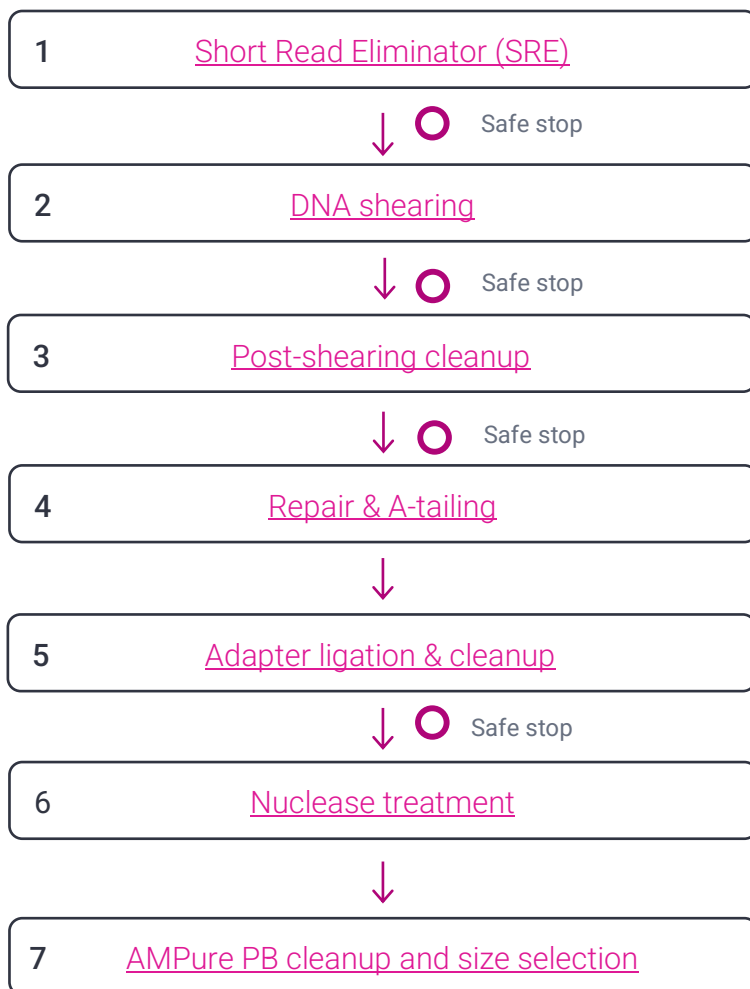 1 Short Read Eliminator (SRE)
Safe stop
2 DNA shearing
Safe stop
3 Post-shearing cleanup
Safe stop
4 Repair & A-tailing
5 Adapter ligation & cleanup
Safe stop
6 Nuclease treatment
7 AMPure PB cleanup and size selection